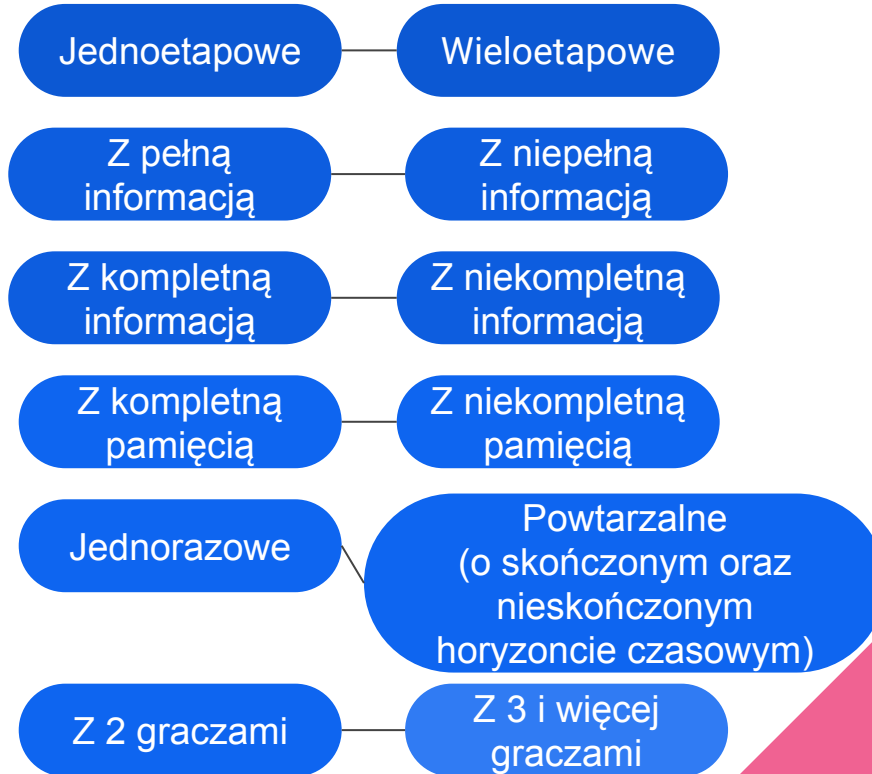 Jednoetapowe
Wieloetapowe
Z pełną
informacją
Z niepełną
informacją
Z kompletną
informacją
Z niekompletną
informacją
Z kompletną
pamięcią
Z niekompletną
pamięcią
Jednorazowe
Powtarzalne
(o skończonym oraz
nieskończonym
horyzoncie czasowym)
Z 2 graczami
Z 3 i więcej
graczami